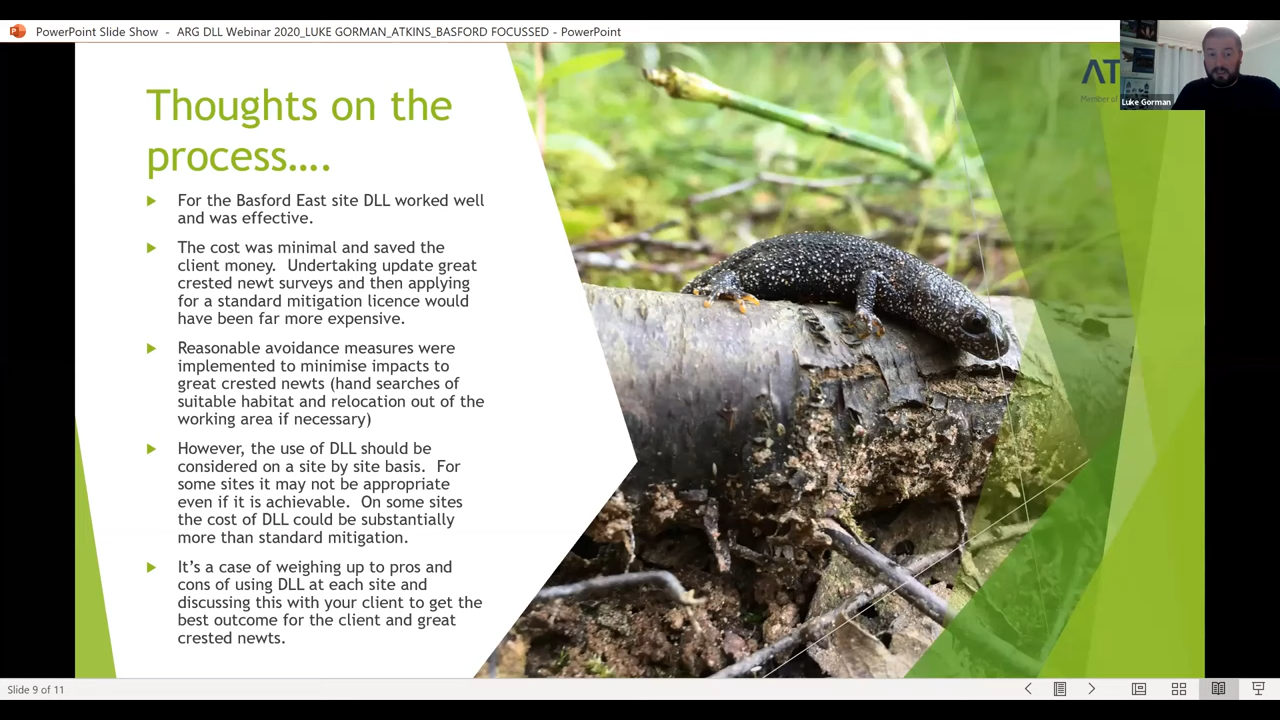 PowerPoint Slide Show - ARG DLL Webinar 2020_LUKE GORMAN_ATKINS_BASFORD FOCUSSED - PowerPoint
AT
Member of
Luke Gorman
Thoughts on the
process....
For the Basford East site DLL worked well
and was effective.
The cost was minimal and saved the
client money. Undertaking update great
crested newt surveys and then applying
for a standard mitigation licence would
have been far more expensive.
Reasonable avoidance measures were
implemented to minimise impacts to
great crested newts (hand searches of
suitable habitat and relocation out of the
working area if necessary)
However, the use of DLL should be
considered on a site by site basis. For
some sites it may not be appropriate
even if it is achievable. On some sites
the cost of DLL could be substantially
more than standard mitigation.
It's a case of weighing up to pros and
cons of using DLL at each site and
discussing this with your client to get the
best outcome for the client and great
crested newts.
Slide 9 of 11